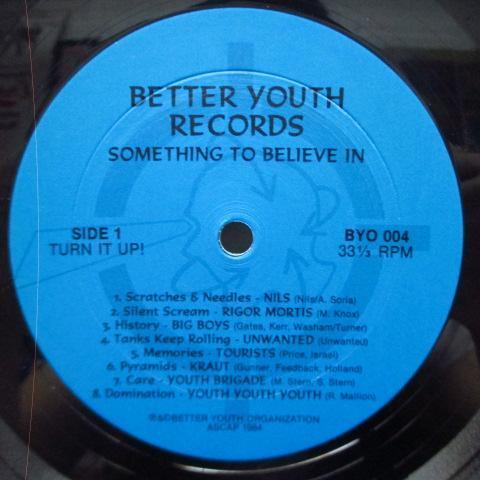 BETTER YOUTH
RECORDS
SOMETHING TO BELIEVE IN
SIDE 1
TURN IT UP!
BYO 004
33⅓ RPM
1. Scratches & Needles - NILS (Nils/A. Soria)
2. Silent Scream - RIGOR MORTIS (M. Knox)
3. History - BIG BOYS (Gates, Kerr, Washam/Turner)
4. Tanks Keep Rolling - UNWANTED (Unwanted)
5. Memories - TOURISTS (Price, Israel)
6. Pyramids - KRAUT (Gunner, Feedback, Holland)
7. Care - YOUTH BRIGADE (M. Stern, S. Stern)
8. Domination - YOUTH YOUTH YOUTH (R. Mallion)
℗&©BETTER YOUTH ORGANIZATION
ASCAP 1984